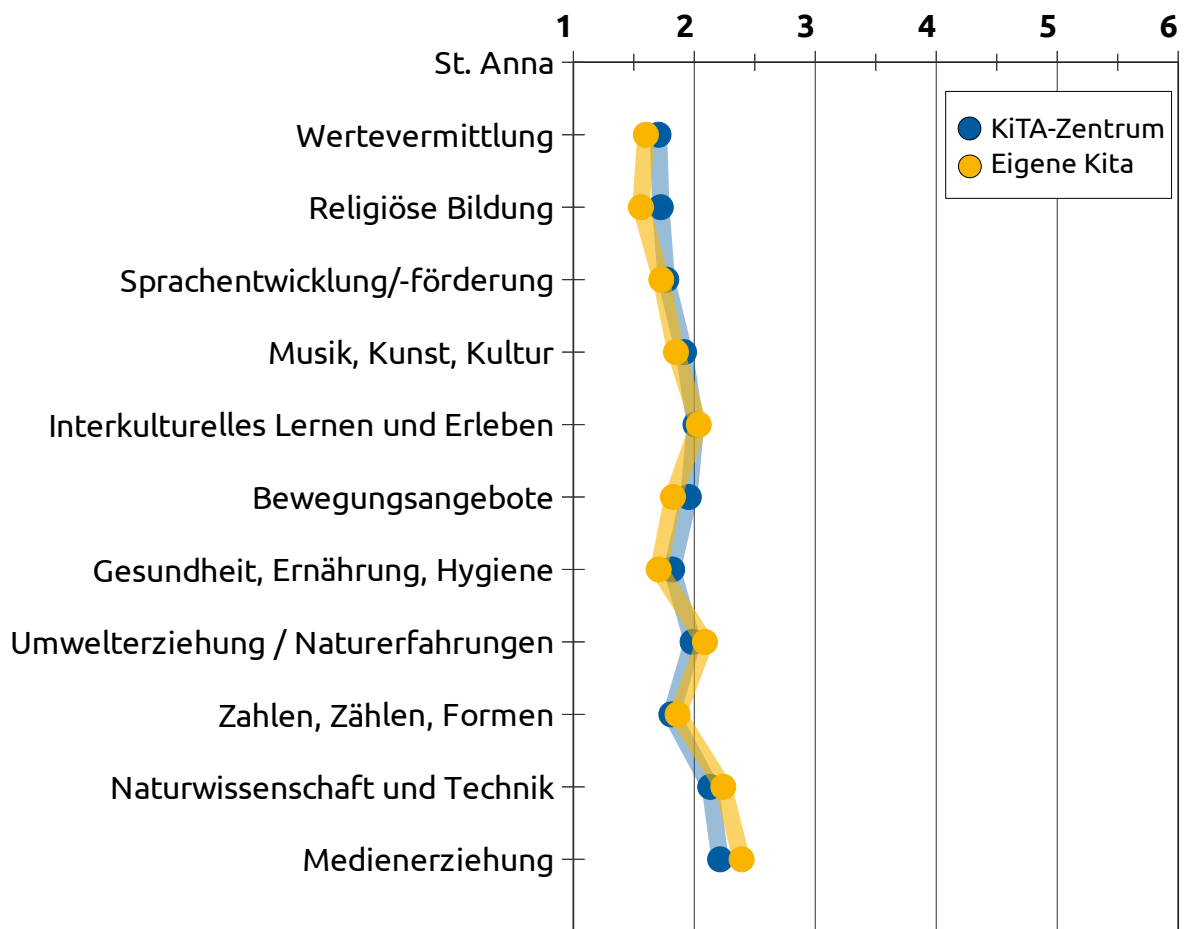 1 2 3 4 5 6
St. Anna
KiTA-Zentrum
Eigene Kita
Wertevermittlung
Religiöse Bildung
Sprachentwicklung/-förderung
Musik, Kunst, Kultur
Interkulturelles Lernen und Erleben
Bewegungsangebote
Gesundheit, Ernährung, Hygiene
Umwelterziehung / Naturerfahrungen
Zahlen, Zählen, Formen
Naturwissenschaft und Technik
Medienerziehung